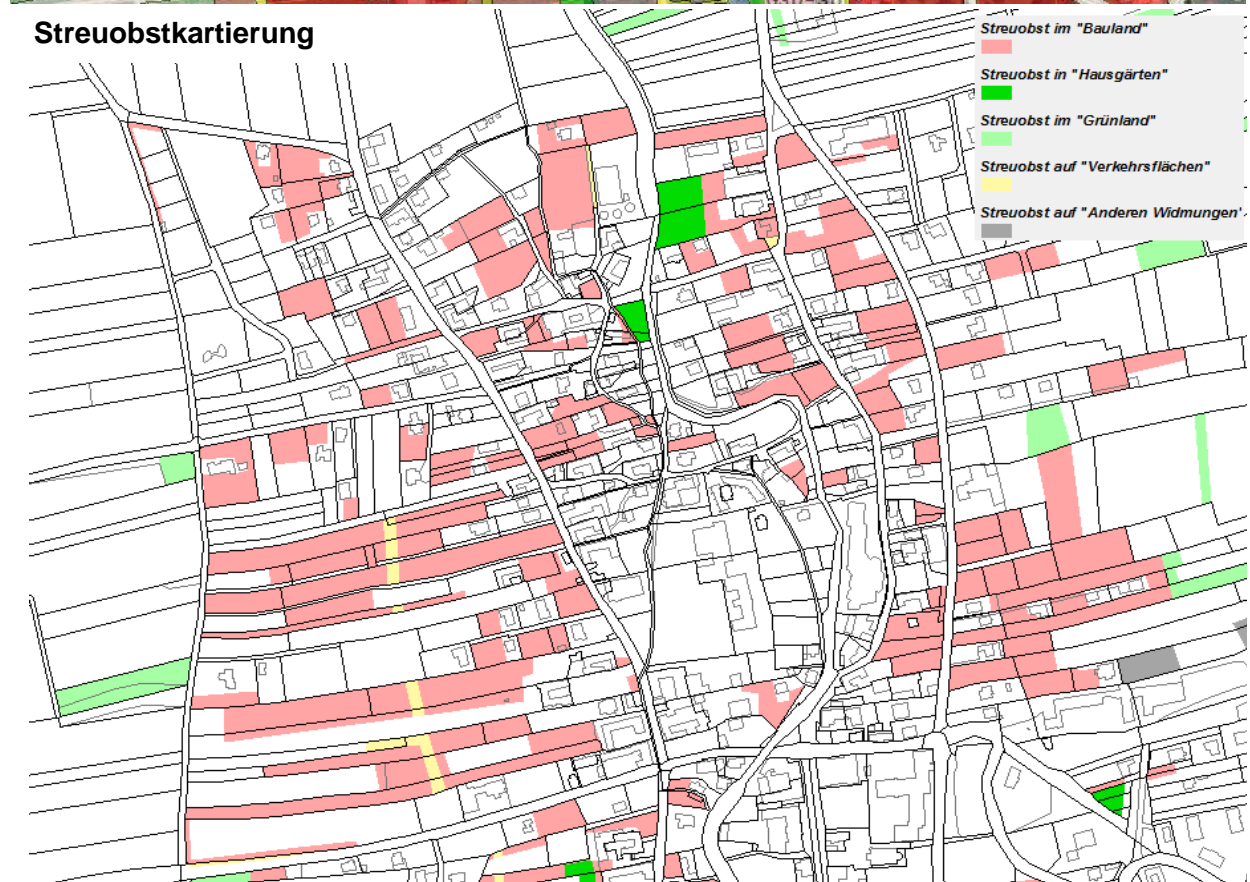 Streuobstkartierung
Streuobst im "Bauland"
Streuobst in "Hausgärten"
Streuobst im "Grünland"
Streuobst auf "Verkehrsflächen"
Streuobst auf "Anderen Widmungen"